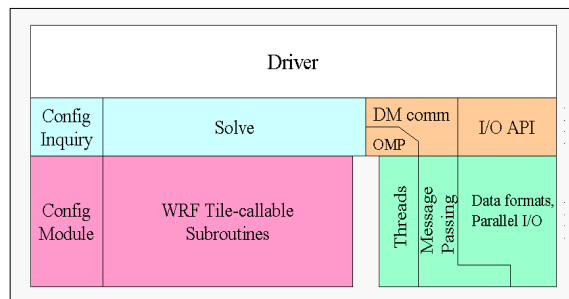 Driver
Config
Inquiry
Solve
DM comm
OMP
I/O API
Config
Module
WRF Tile-callable
Subroutines
Threads
Message
Passing
Data formats,
Parallel I/O